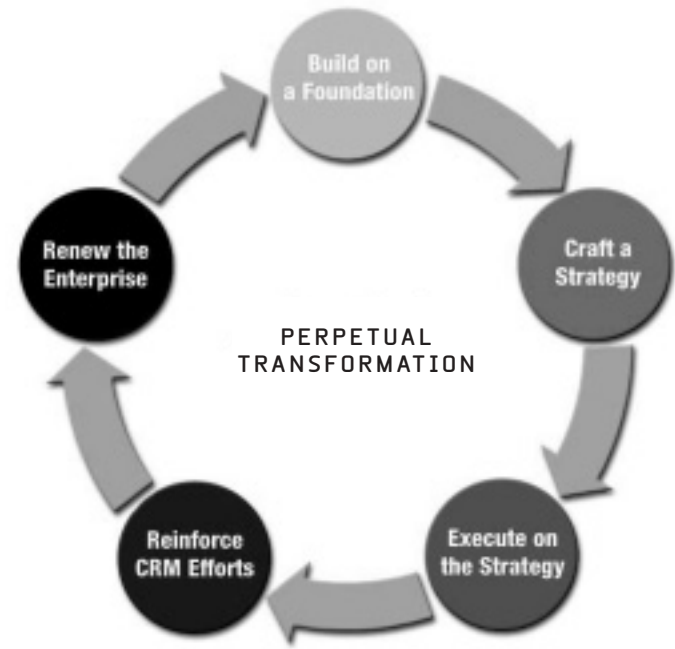 Build on
a Foundation
Craft a
Strategy
Execute on
the Strategy
Reinforce
CRM Efforts
Renew the
Enterprise
PERPETUAL
TRANSFORMATION